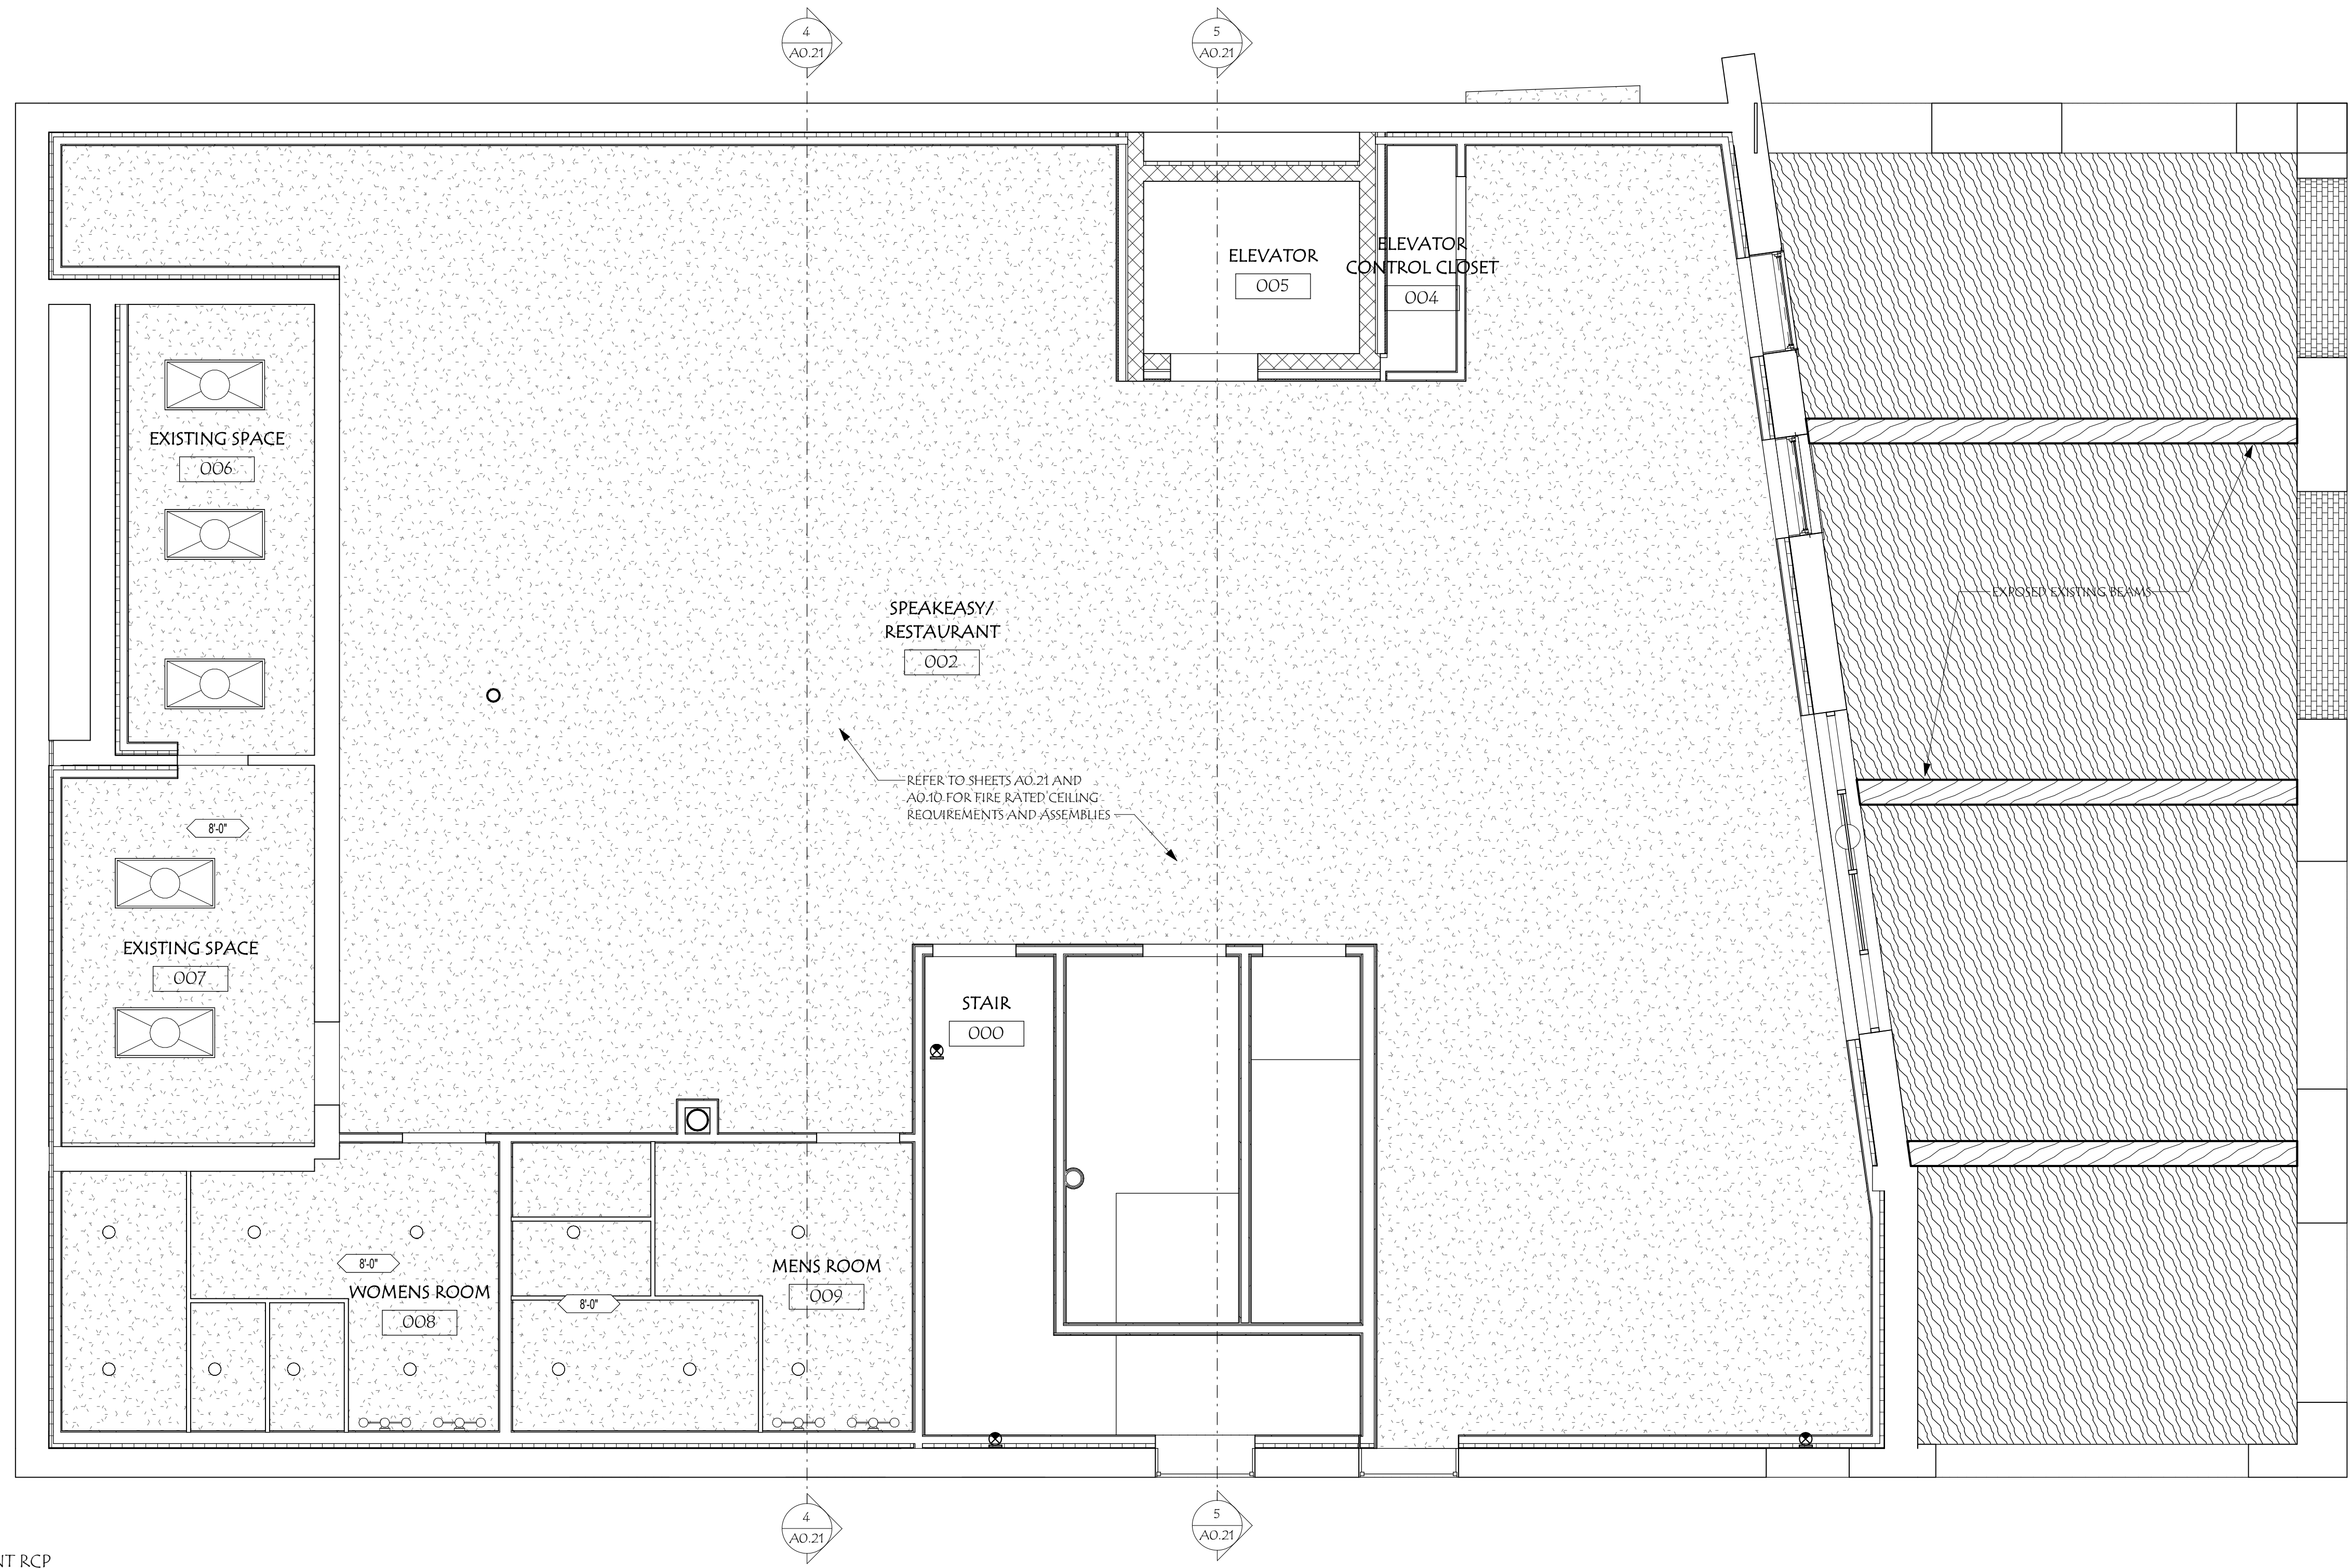 4
A0.21
5
A0.21
ELEVATOR
005
ELEVATOR
CONTROL CLOSET
004
EXISTING SPACE
006
EXPOSED EXISTING BEAMS
SPEAKEASY/
RESTAURANT
002
REFER TO SHEETS A0.21 AND
A0.10 FOR FIRE RATED CEILING
REQUIREMENTS AND ASSEMBLIES
8'-0"
EXISTING SPACE
007
STAIR
000
8'-0"
WOMENS ROOM
008
MENS ROOM
009
8'-0"
4
A0.21
5
A0.21
RCP